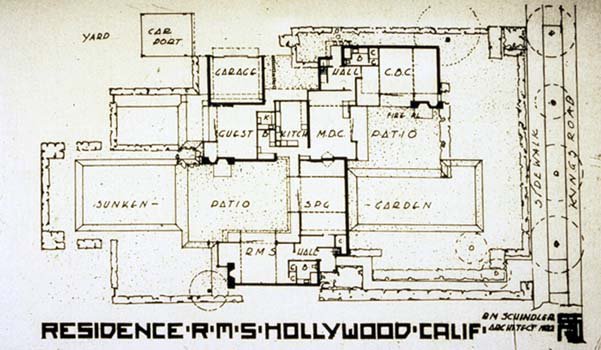 YARD
CAR
PORT
GARAGE
HALL
B
C
C
C.B.C
GUEST
K
B
KITCH
M.D.C.
FIRE PL
PATIO
SUNKEN
PATIO
S.P.G
GARDEN
R M S
HALL
C
B
C
C
SIDEWALK
KINGS ROAD
RESIDENCE·R·M·S·HOLLYWOOD·CALIF·
RM SCHINDLER
ARCHITECT 1922